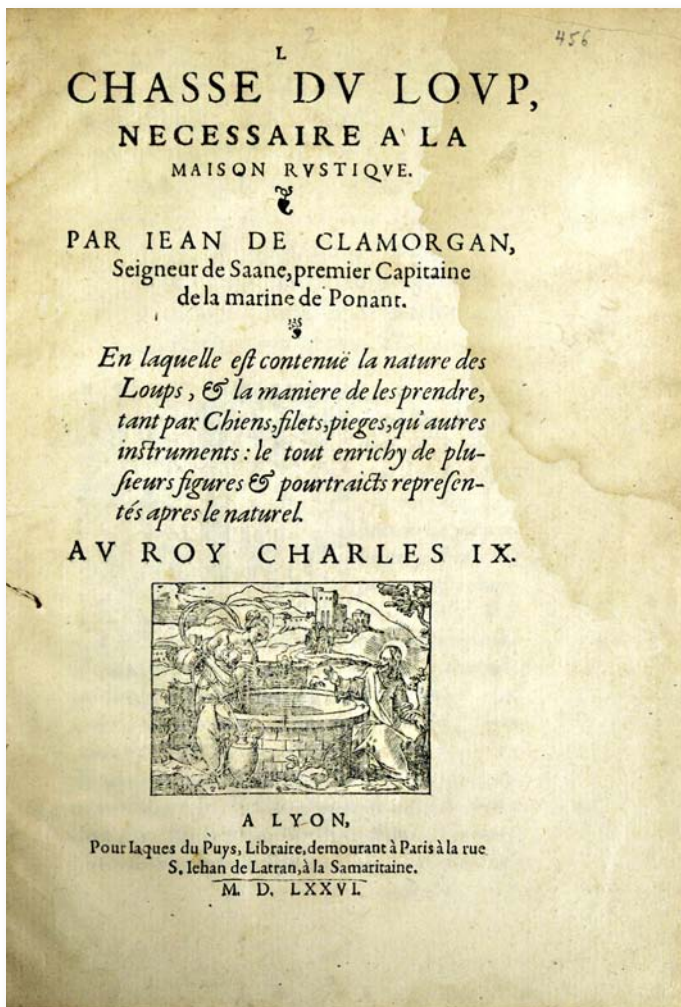 2
456
L
CHASSE DV LOVP,
NECESSAIRE A' LA
MAISON RVSTIQVE.
PAR IEAN DE CLAMORGAN,
Seigneur de Saane, premier Capitaine
de la marine de Ponant.
En laquelle eſt contenuë la nature des
Loups, & la maniere de les prendre,
tant par Chiens, filets, pieges, qu'autres
inſtruments: le tout enrichy de plu-
ſieurs figures & pourtraicts repreſen-
tés apres le naturel.
AV ROY CHARLES IX.
A LYON,
Pour Iaques du Puys, Libraire, demourant à Paris à la rue
S. Iehan de Latran, à la Samaritaine.
M. D. LXXVI.